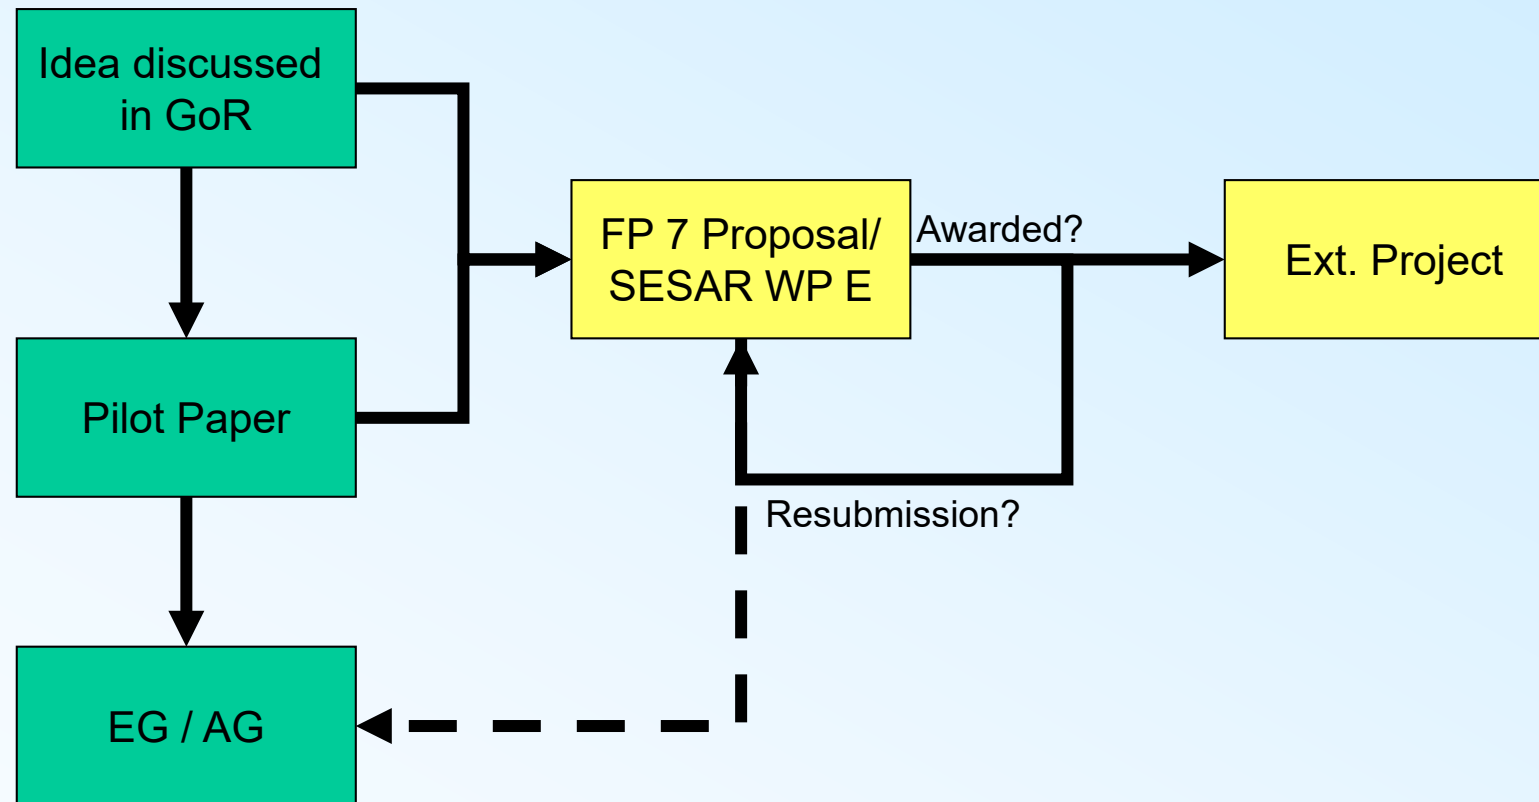 Idea discussed
in GoR
FP 7 Proposal/
SESAR WP E
Awarded?
Ext. Project
Pilot Paper
Resubmission?
EG / AG